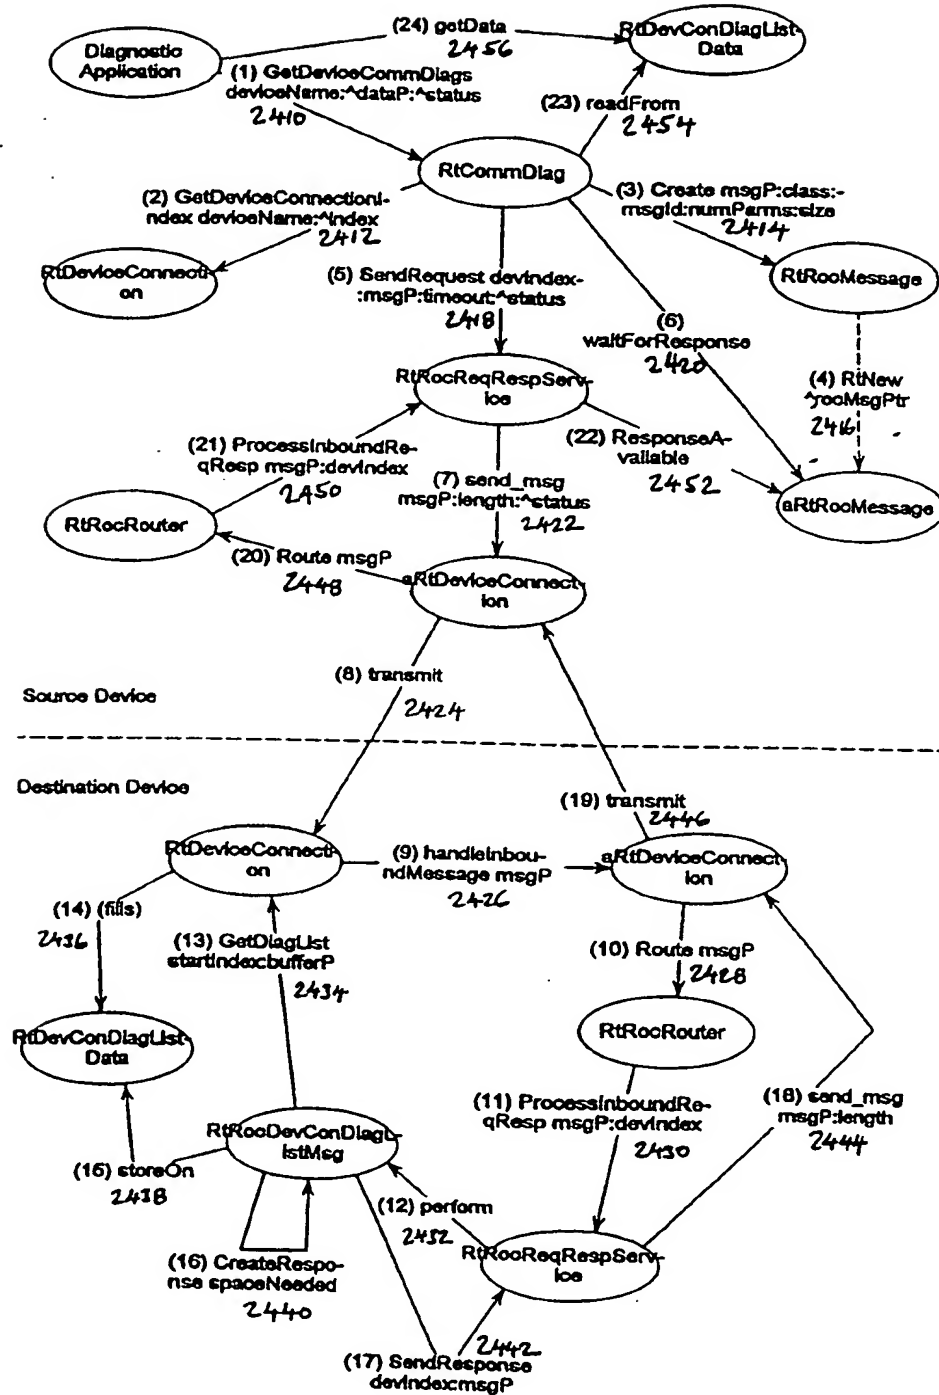 (24) getData
2456
RtDevConDiagList-
Data
Diagnostic
Application
(1) GetDeviceCommDiags
deviceName:^dataP:^status
2410
(23) readFrom
2454
RtCommDiag
(2) GetDeviceConnectionI-
ndex deviceName:^index
2412
(3) Create msgP:class:-
msgId:numParms:size
2414
RtDeviceConnecti-
on
(5) SendRequest devIndex-
:msgP:timeout:^status
2418
RtRocMessage
(6)
waitForResponse
2420
RtRocReqRespServ-
ice
(4) RtNew
^rocMsgPtr
2416
(21) ProcessInboundRe-
qResp msgP:devIndex
2450
(22) ResponseA-
vailable
2452
(7) send_msg
msgP:length:^status
2422
RtRocRouter
aRtRocMessage
(20) Route msgP
2448
aRtDeviceConnect-
ion
(8) transmit
2424
Source Device
Destination Device
(19) transmit
2446
RtDeviceConnecti-
on
(9) handleInbou-
ndMessage msgP
2426
aRtDeviceConnect-
ion
(14) (fills)
2436
(13) GetDiagList
startIndex:bufferP
2434
(10) Route msgP
2428
RtDevConDiagList-
Data
RtRocRouter
(11) ProcessInboundRe-
qResp msgP:devIndex
2430
(18) send_msg
msgP:length
2444
RtRocDevConDiagL-
istMsg
(15) storeOn
2438
(12) perform
2432
RtRocReqRespServ-
ice
(16) CreateRespo-
nse spaceNeeded
2440
2442
(17) SendResponse
devIndex:msgP